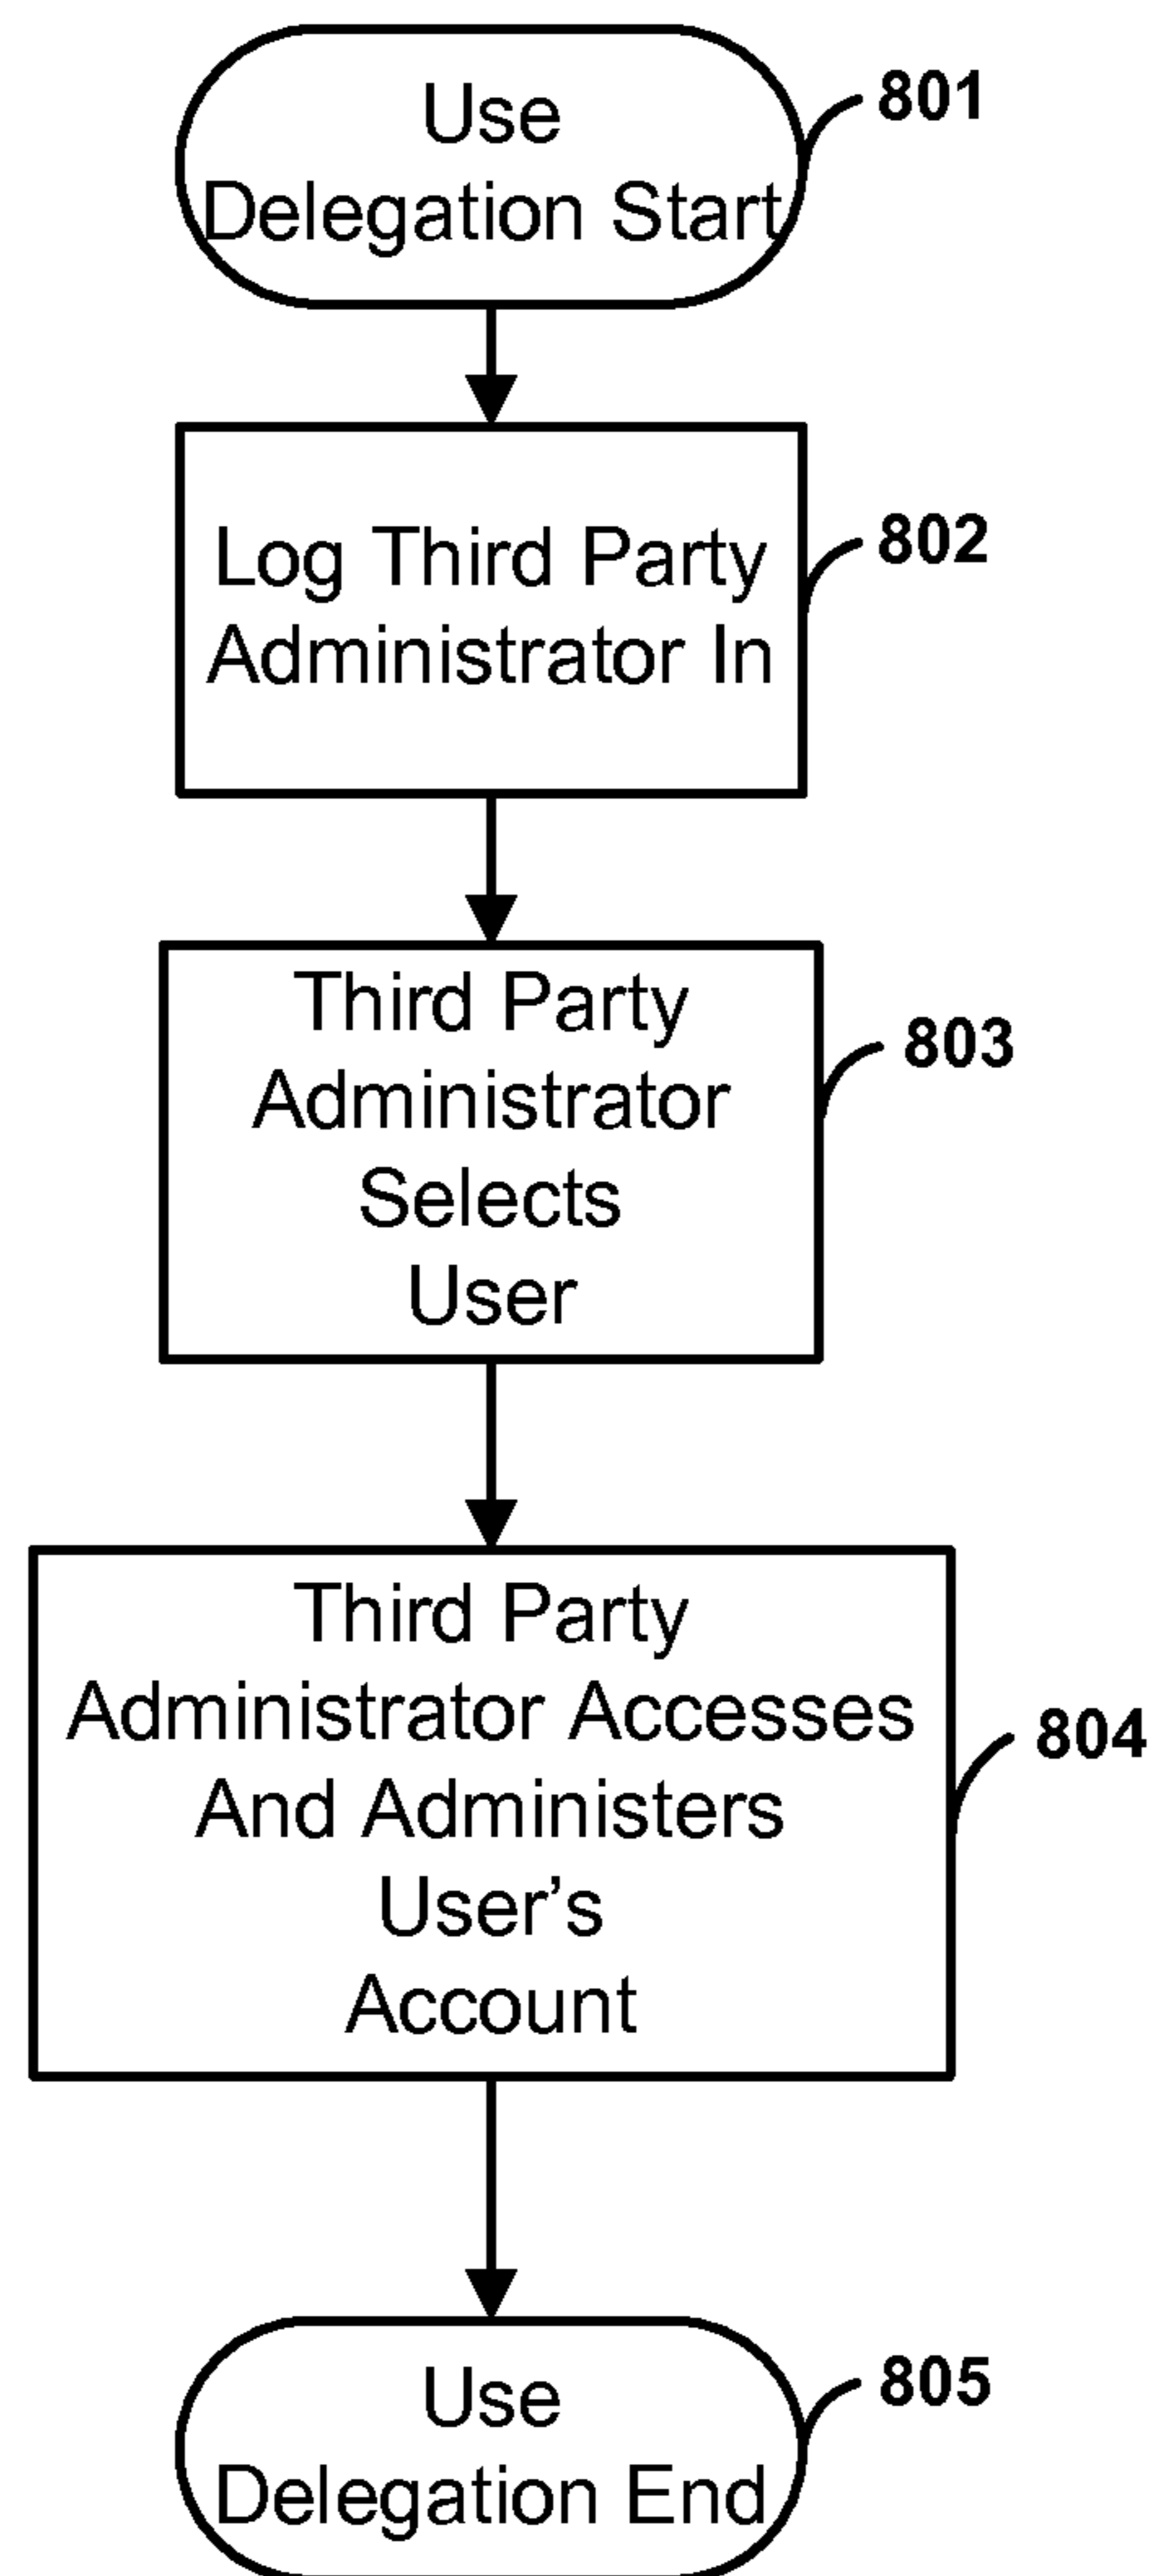 Use
Delegation Start
801
Log Third Party
Administrator In
802
Third Party
Administrator
Selects
User
803
Third Party
Administrator Accesses
And Administers
User’s
Account
804
Use
Delegation End
805